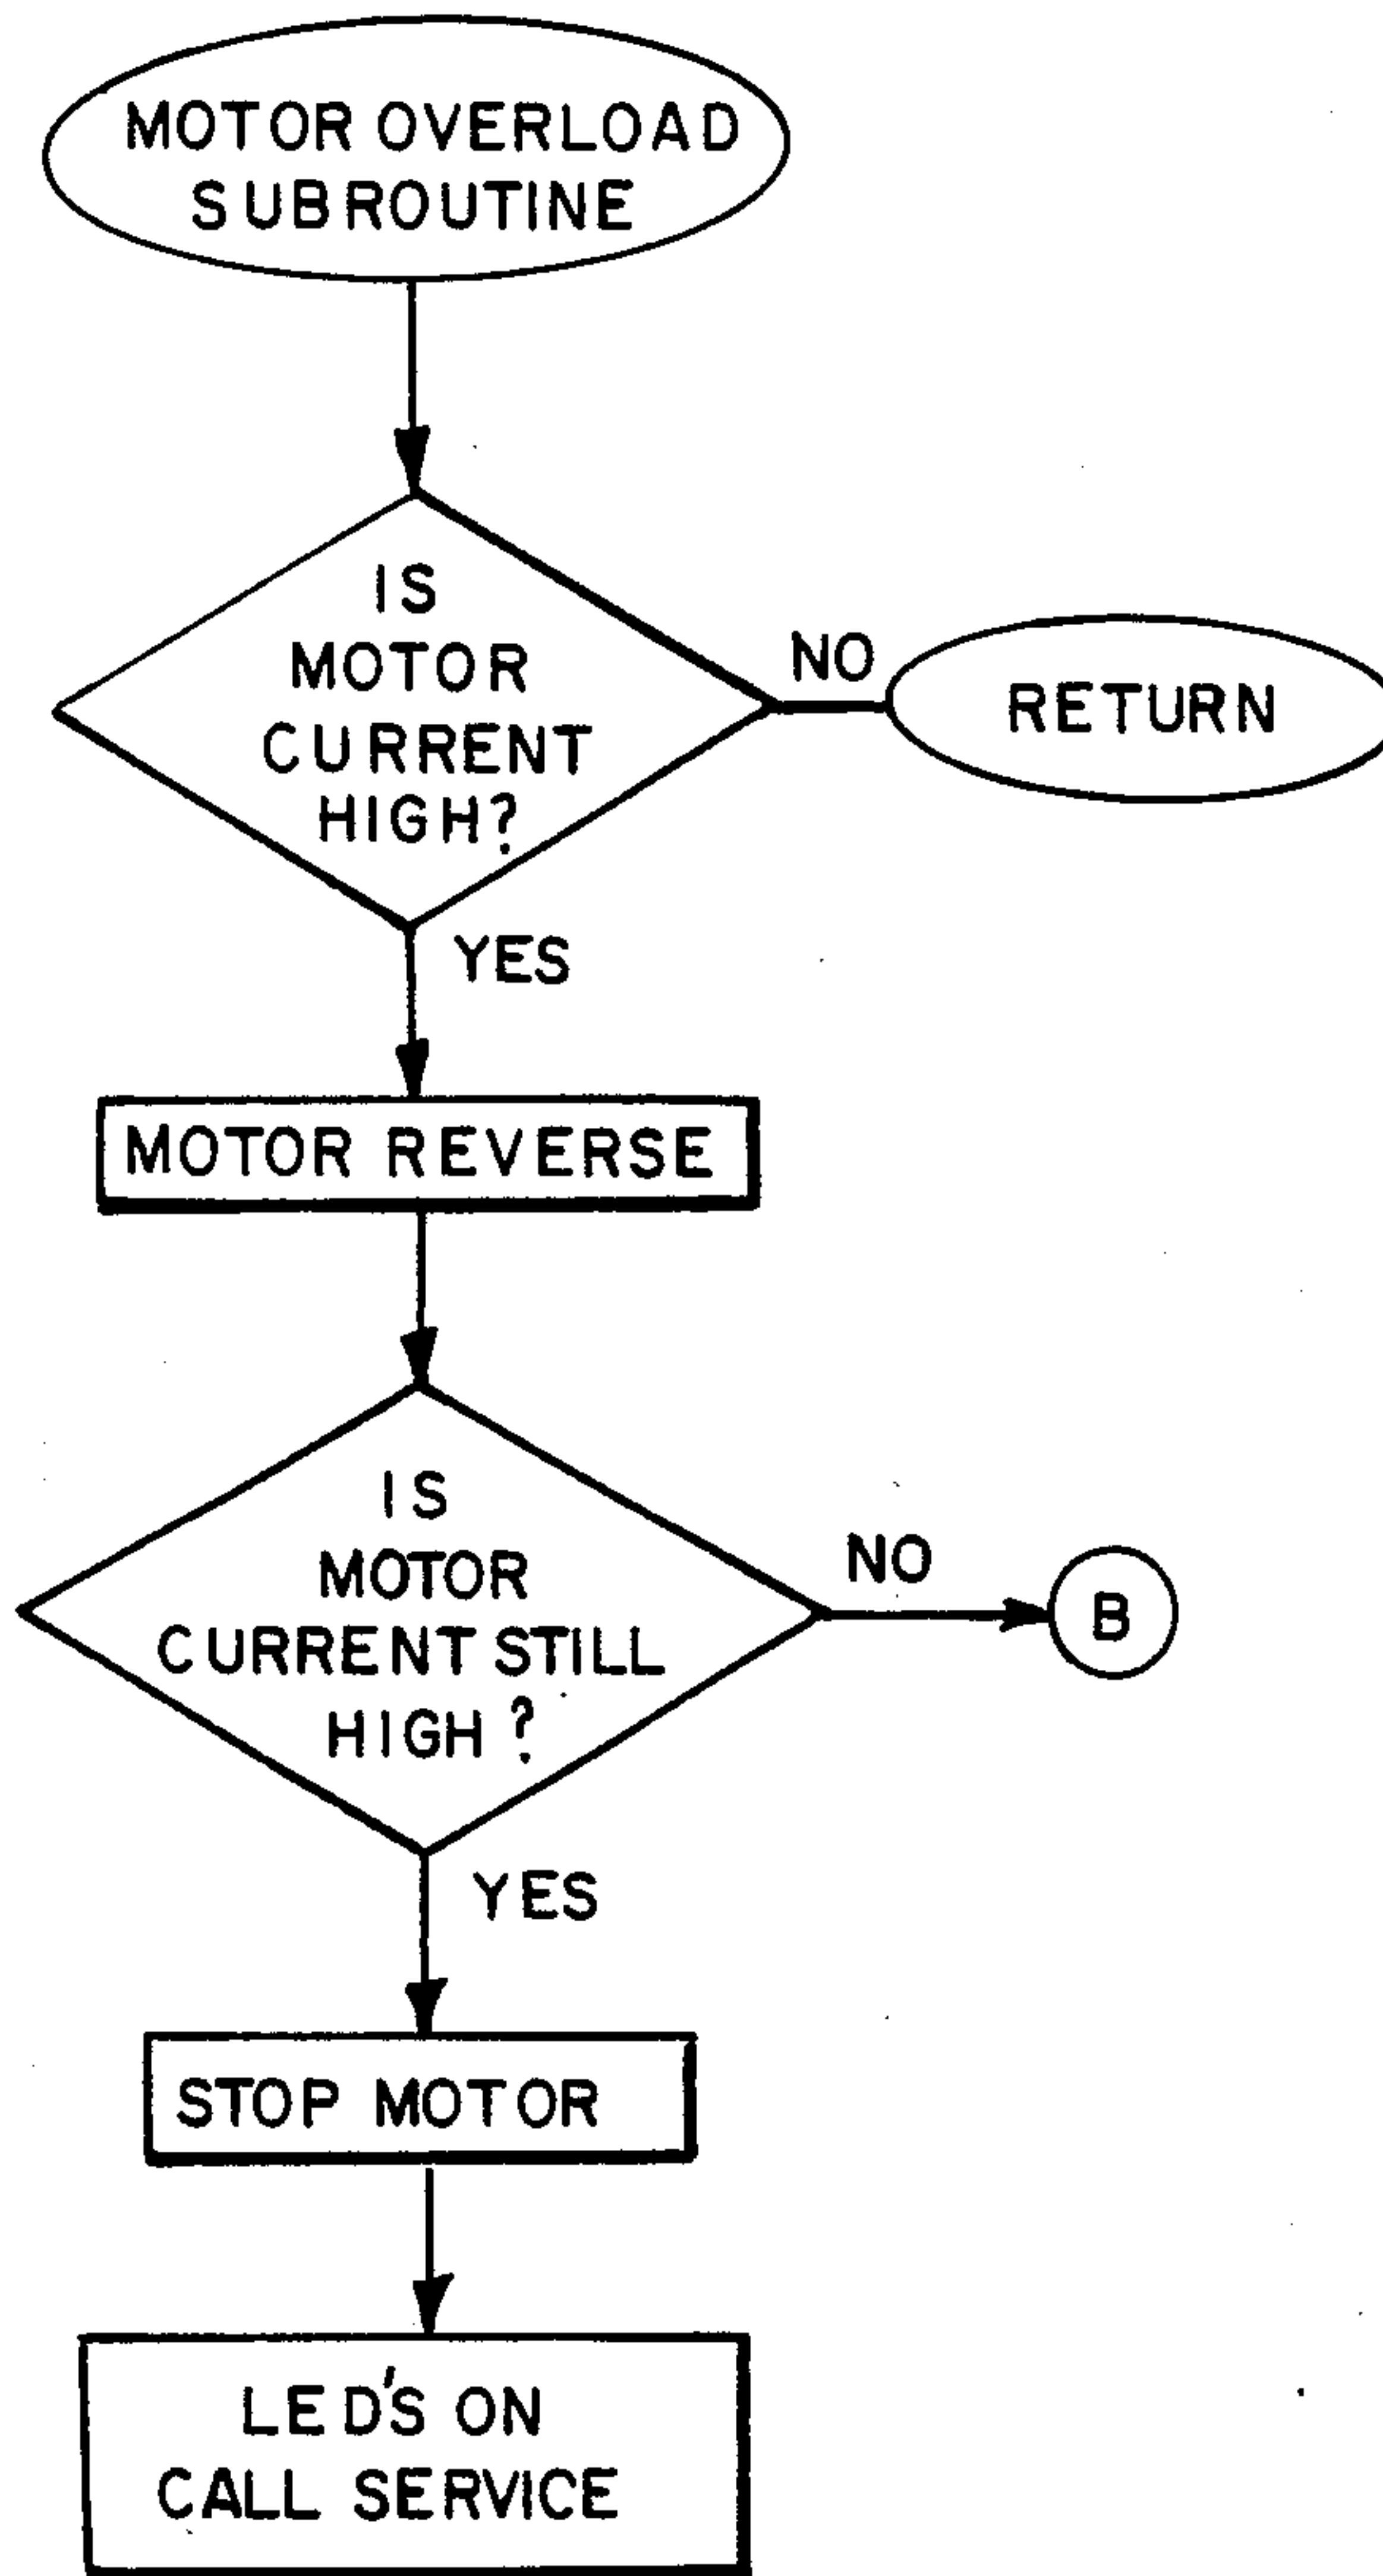 MOTOR OVERLOAD
SUBROUTINE
IS
MOTOR
CURRENT
HIGH?
NO
RETURN
YES
MOTOR REVERSE
IS
MOTOR
CURRENT STILL
HIGH?
NO
B
YES
STOP MOTOR
LED'S ON
CALL SERVICE